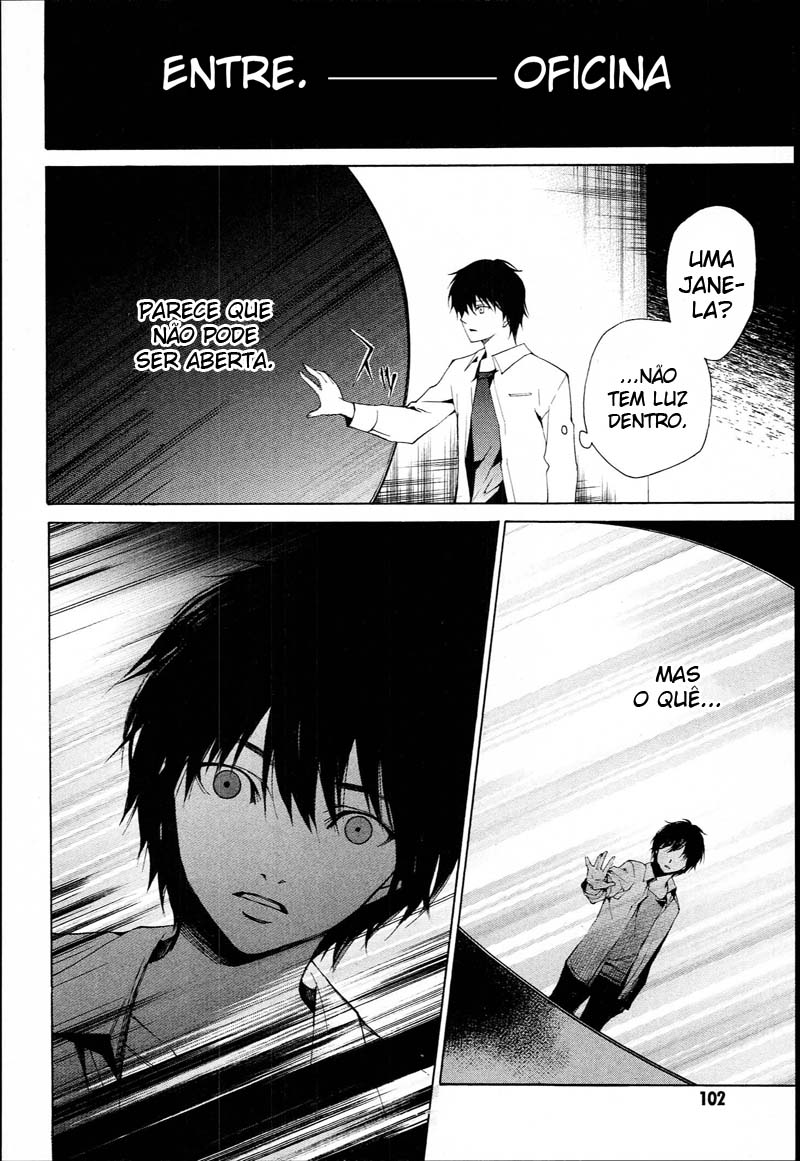 ENTRE. ——— OFICINA
UMA
JANE-
LA?
...NÃO
TEM LUZ
DENTRO.
PARECE QUE
NÃO PODE
SER ABERTA.
MAS
O QUÊ...
102